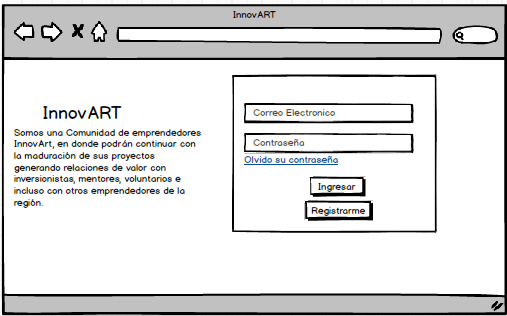 InnovART
InnovART
Somos una Comunidad de emprendedores
InnovArt, en donde podrán continuar con
la maduración de sus proyectos
generando relaciones de valor con
inversionistas, mentores, voluntarios e
incluso con otros emprendedores de la
región.
Correo Electronico
Contraseña
Olvido su contraseña
Ingresar
Registrarme